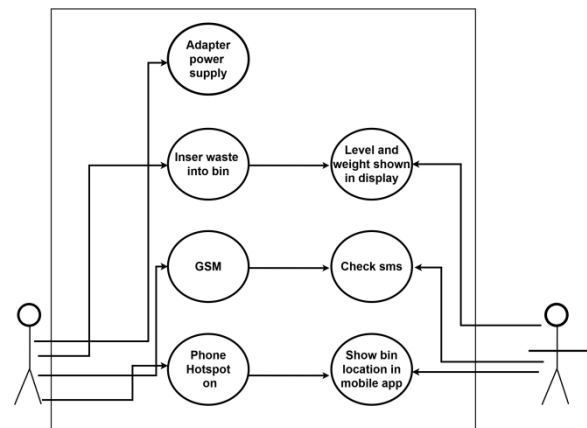 Adapter
power
supply
Inser waste
into bin
Level and
weight shown
in display
GSM
Check sms
Phone
Hotspot
on
Show bin
location in
mobile app